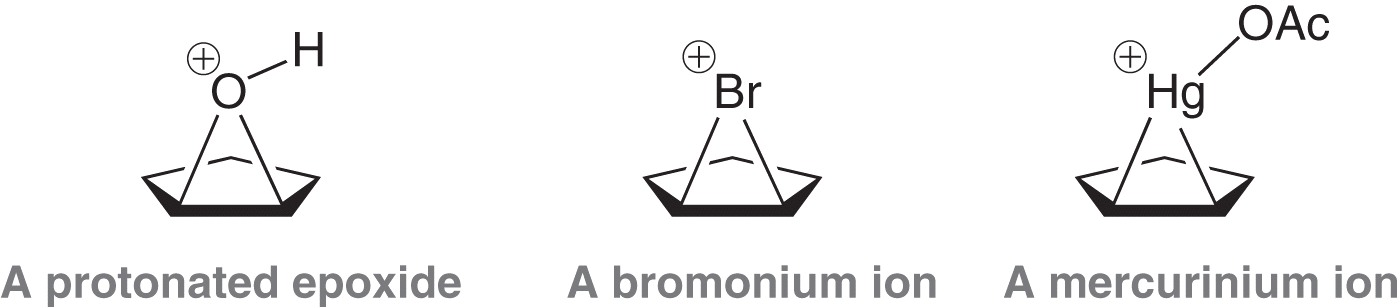 ⊕ O H
⊕ Br
⊕ Hg OAc
A protonated epoxide
A bromonium ion
A mercurinium ion